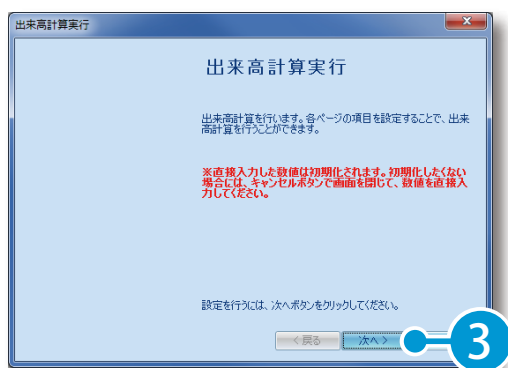 出来高計算実行
出来高計算実行
出来高計算を行います。各ページの項目を設定することで、出来
高計算を行うことができます。
※直接入力した数値は初期化されます。初期化したくない
場合には、キャンセルボタンで画面を閉じて、数値を直接入
力してください。
設定を行うには、次へボタンをクリックしてください。
< 戻る
次へ >
3